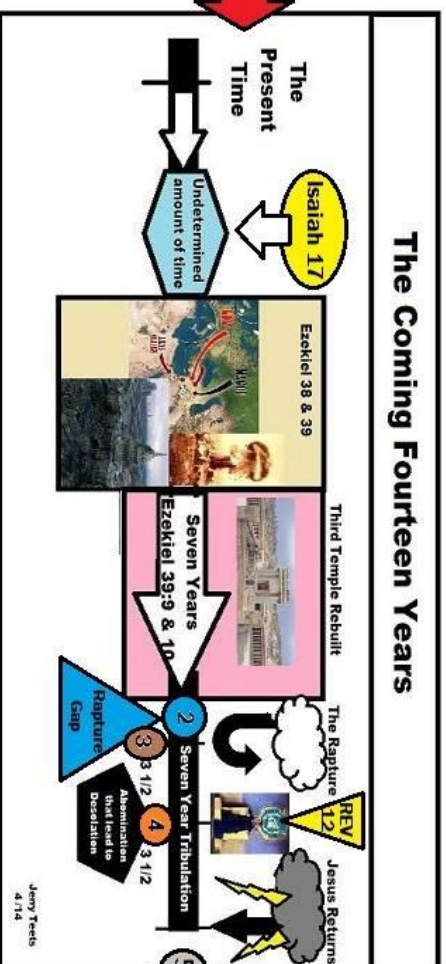 The Coming Fourteen Years
The
Present
Time
Isaiah 17
Undetermined
amount of time
Ezekiel 38 & 39
Third Temple Rebuilt
Seven Years
Ezekiel 39:9 & 10
The Rapture
REV
12
Jesus Returns
2
Seven Year Tribulation
3
3 1/2
4
3 1/2
Rapture
Gap
Abomination
that lead to
Desolation
Jerry Teets
4/14